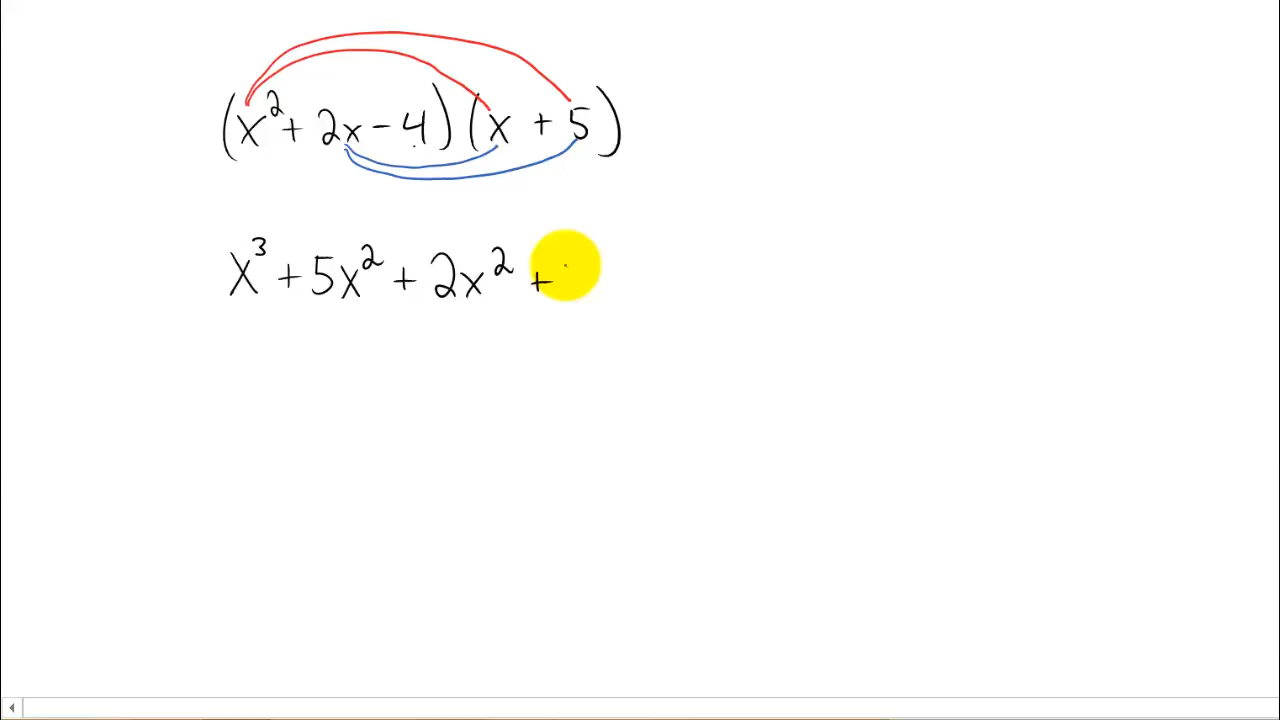 (x² + 2x - 4)(x + 5)
x³ + 5x² + 2x² +